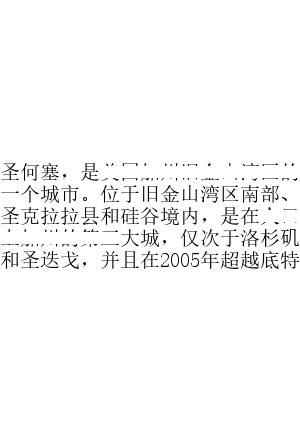 圣何塞，是美国加州旧金山湾区的
一个城市。位于旧金山湾区南部、
圣克拉拉县和硅谷境内，是在
的第三大城，仅次于洛杉矶
和圣迭戈，并且在2005年超越底特